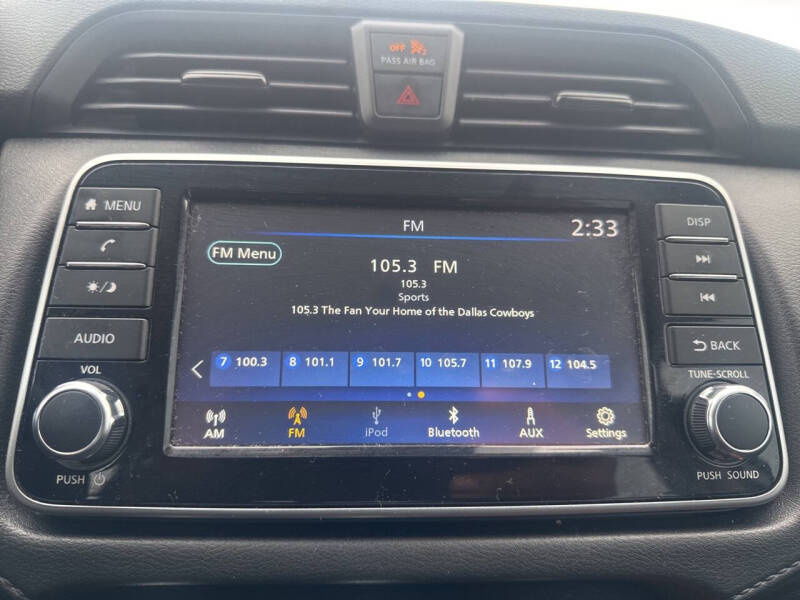 OFF
PASS AIR BAG
MENU
AUDIO
VOL
PUSH
FM
2:33
FM Menu
105.3 FM
105.3
Sports
105.3 The Fan Your Home of the Dallas Cowboys
7 100.3 8 101.1 9 101.7 10 105.7 11 107.9 12 104.5
AM FM iPod Bluetooth AUX Settings
DISP
BACK
TUNE-SCROLL
PUSH SOUND